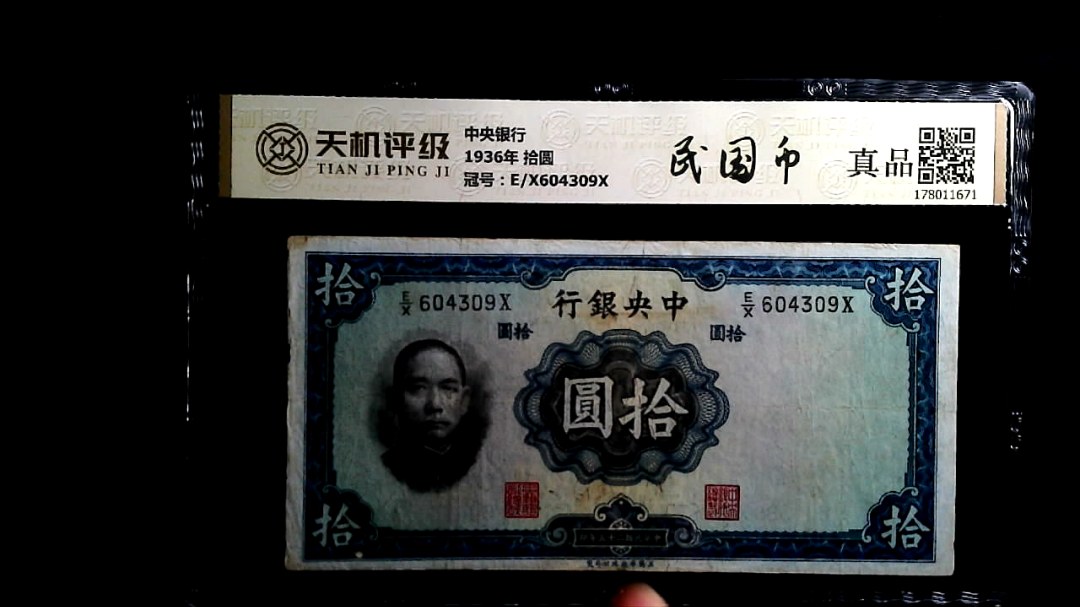 天机评级
TIAN JI PING JI
中央银行
1936年 拾圆
冠号：E/X604309X
民国币
真品
178011671
拾
拾
E/X 604309X
行銀央中
E/X 604309X
圓拾
圓拾
圓拾
拾
拾